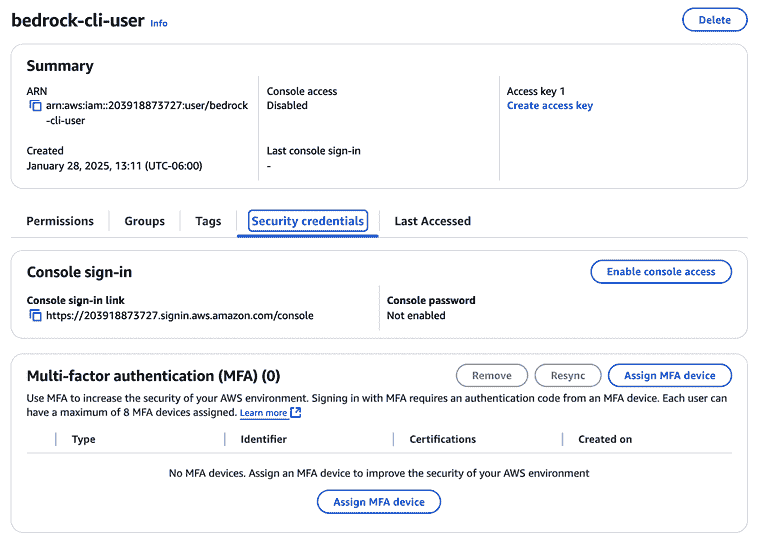 bedrock-cli-user Info
Delete
Summary
ARN
arn:aws:iam::203918873727:user/bedrock
-cli-user
Console access
Disabled
Access key 1
Create access key
Created
January 28, 2025, 13:11 (UTC-06:00)
Last console sign-in
-
Permissions
Groups
Tags
Security credentials
Last Accessed
Console sign-in
Enable console access
Console sign-in link
https://203918873727.signin.aws.amazon.com/console
Console password
Not enabled
Multi-factor authentication (MFA) (0)
Remove
Resync
Assign MFA device
Use MFA to increase the security of your AWS environment. Signing in with MFA requires an authentication code from an MFA device. Each user can
have a maximum of 8 MFA devices assigned. Learn more
Type
Identifier
Certifications
Created on
No MFA devices. Assign an MFA device to improve the security of your AWS environment
Assign MFA device